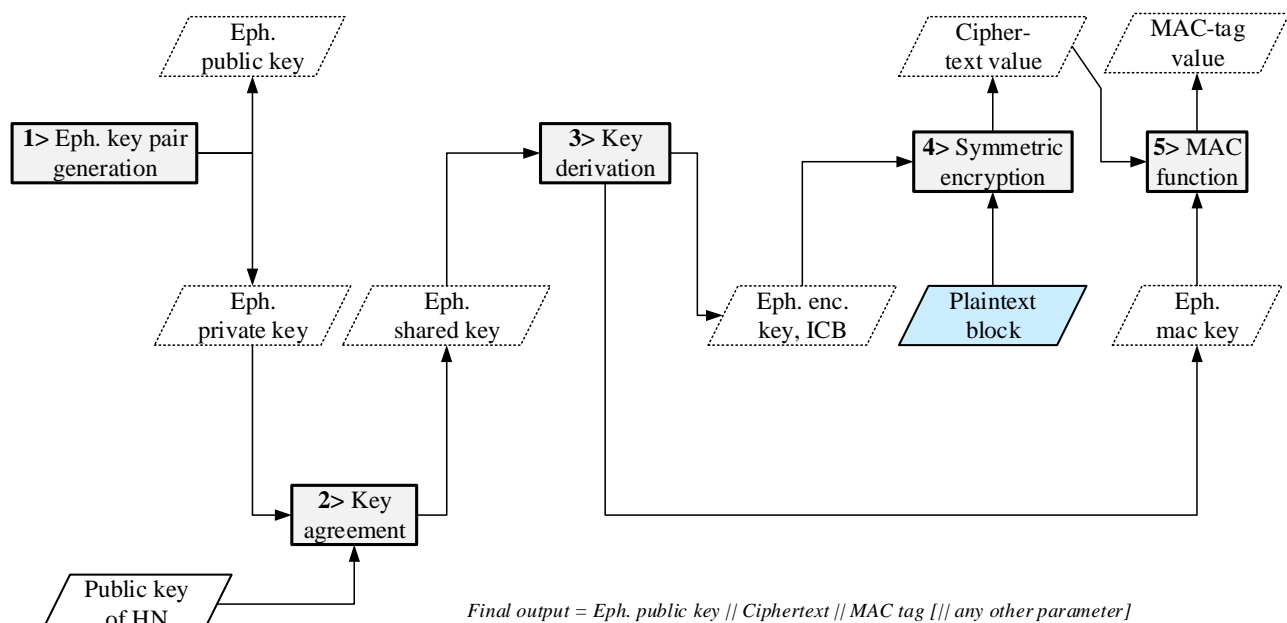 Eph.
public key
Cipher-
text value
MAC-tag
value
1> Eph. key pair
generation
3> Key
derivation
4> Symmetric
encryption
5> MAC
function
Eph.
private key
Eph.
shared key
Eph. enc.
key, ICB
Plaintext
block
Eph.
mac key
2> Key
agreement
Public key
of HN
Final output = Eph. public key || Ciphertext || MAC tag [|| any other parameter]